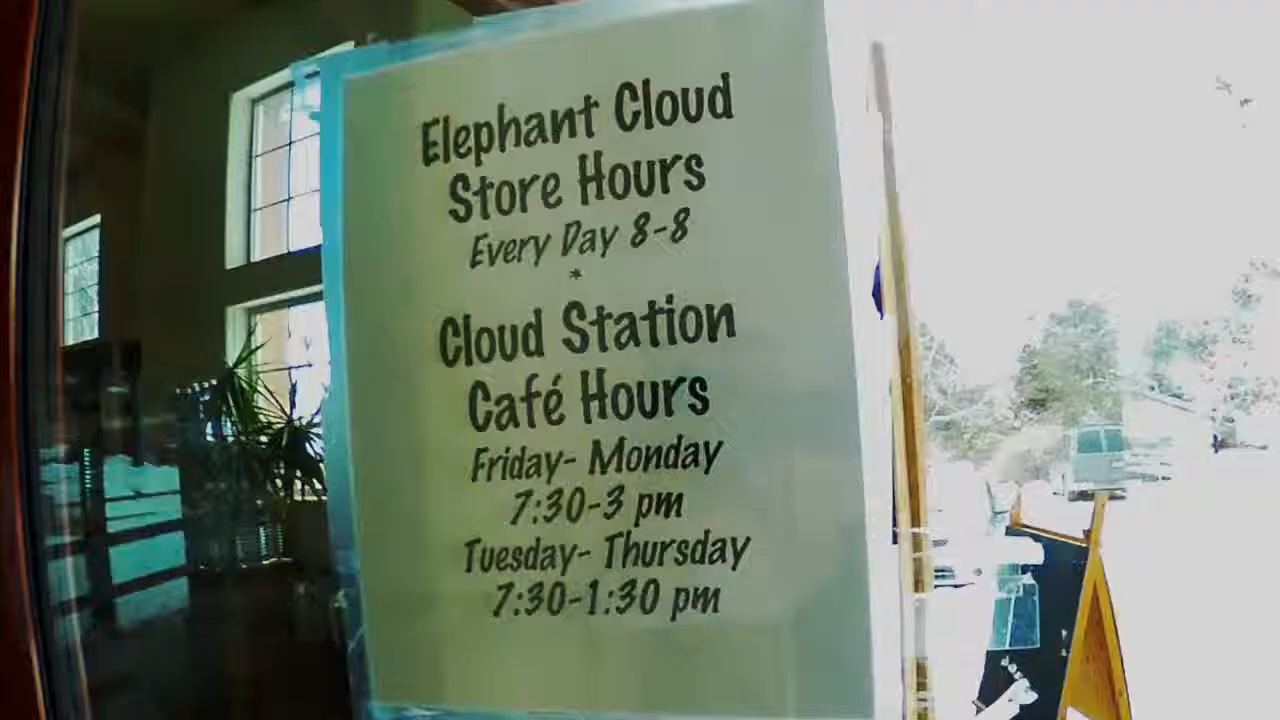 Elephant Cloud
Store Hours
Every Day 8-8
*
Cloud Station
Café Hours
Friday- Monday
7:30-3 pm
Tuesday- Thursday
7:30-1:30 pm